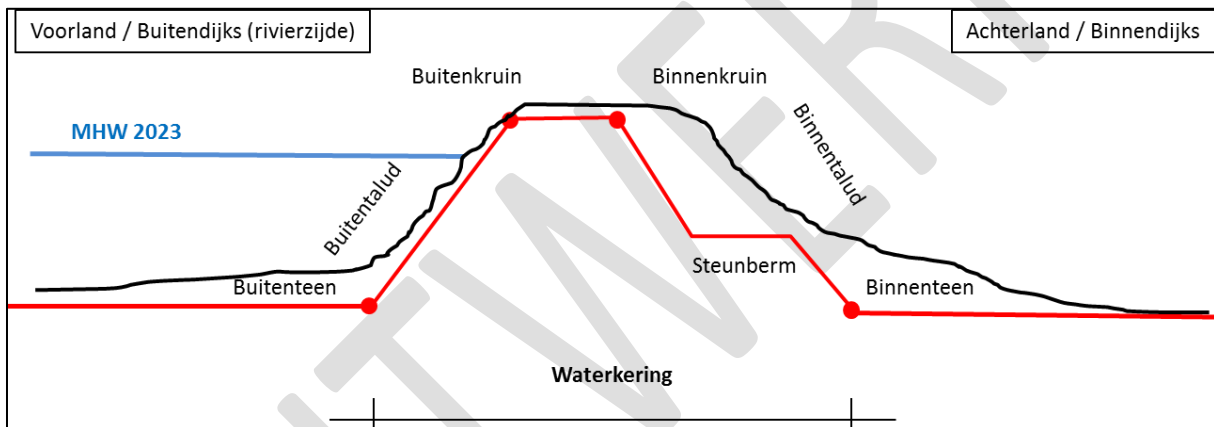 Voorland / Buitendijks (rivierzijde)
Achterland / Binnendijks
Buitenkruin
Binnenkruin
MHW 2023
Buitentalud
Binnentalud
Buitenteen
Steunberm
Binnenteen
Waterkering